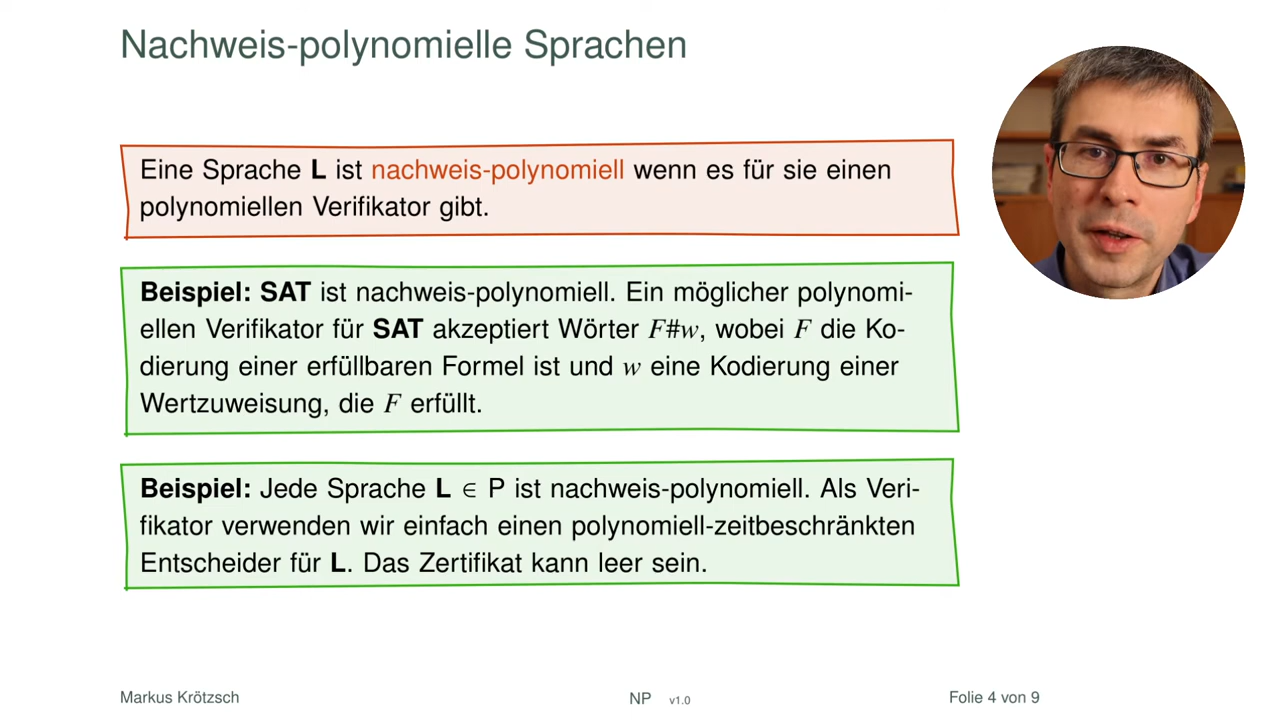 Nachweis-polynomielle Sprachen
Eine Sprache L ist nachweis-polynomiell wenn es für sie einen
polynomiellen Verifikator gibt.
Beispiel: SAT ist nachweis-polynomiell. Ein möglicher polynomi-
ellen Verifikator für SAT akzeptiert Wörter F#w, wobei F die Ko-
dierung einer erfüllbaren Formel ist und w eine Kodierung einer
Wertzuweisung, die F erfüllt.
Beispiel: Jede Sprache L ∈ P ist nachweis-polynomiell. Als Veri-
fikator verwenden wir einfach einen polynomiell-zeitbeschränkten
Entscheider für L. Das Zertifikat kann leer sein.
Markus Krötzsch NP v1.0 Folie 4 von 9